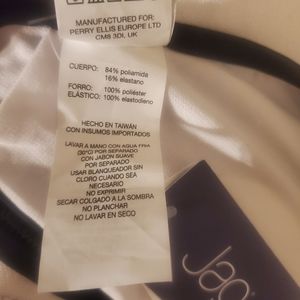 MANUFACTURED FOR:
PERRY ELLIS EUROPE LTD
CM8 3DL, UK
CUERPO: 84% poliamida
16% elastano
FORRO: 100% poliéster
ELÁSTICO: 100% elastodieno
HECHO EN TAIWÁN
CON INSUMOS IMPORTADOS
LAVAR A MANO CON AGUA FRIA
(30°C) POR SEPARADO
CON JABON SUAVE
POR SEPARADO
USAR BLANQUEADOR SIN
CLORO CUANDO SEA
NECESARIO
NO EXPRIMIR
SECAR COLGADO A LA SOMBRA
NO PLANCHAR
NO LAVAR EN SECO